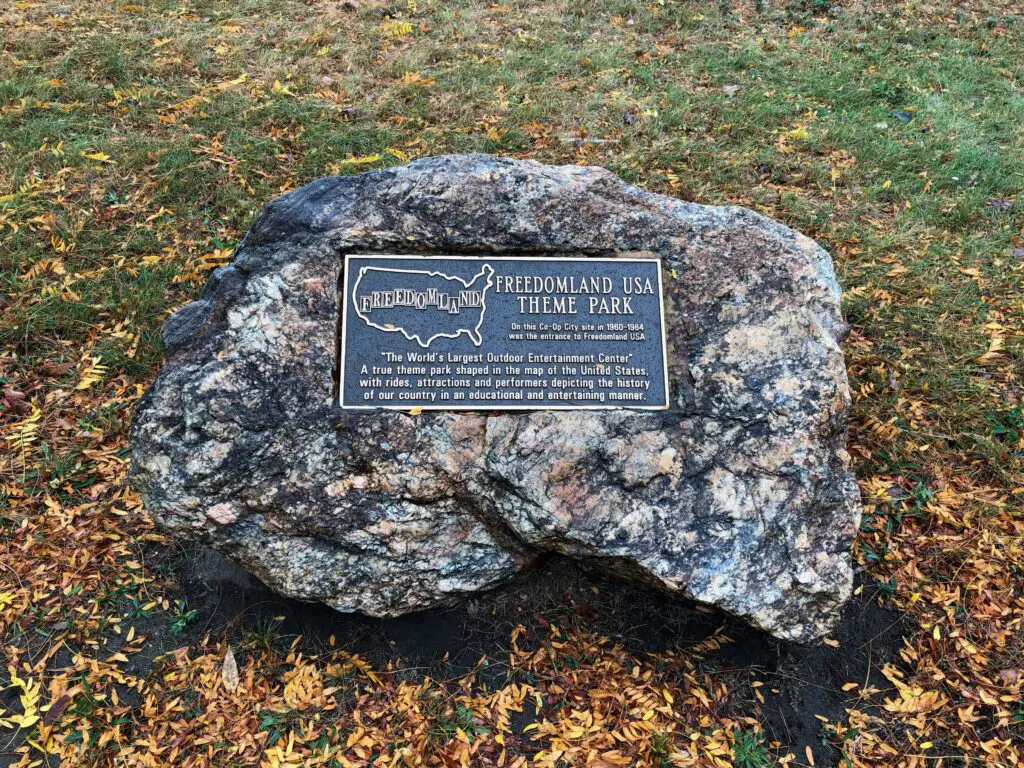 FREEDOMLAND
FREEDOMLAND USA
THEME PARK
On this Co-Op City site in 1960-1964
was the entrance to Freedomland USA
"The World's Largest Outdoor Entertainment Center"
A true theme park shaped in the map of the United States,
with rides, attractions and performers depicting the history
of our country in an educational and entertaining manner.